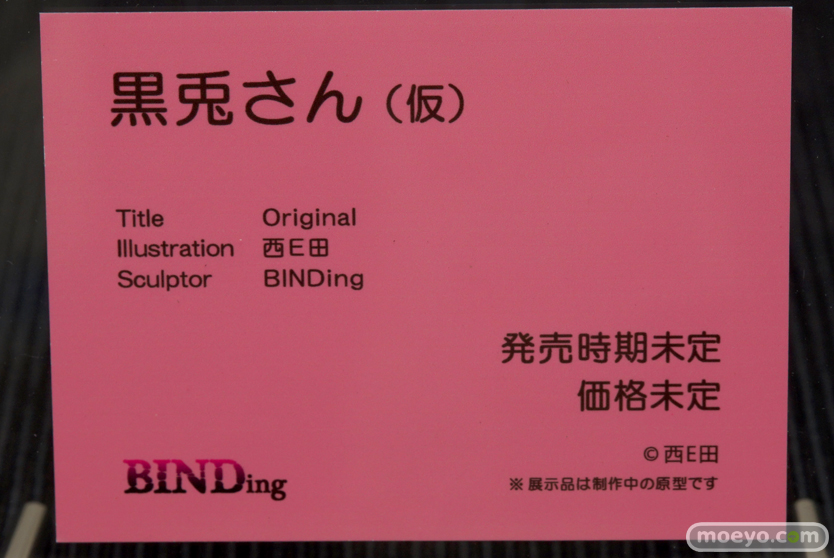 黒兎さん（仮）
Title Original
Illustration 西E田
Sculptor BINDing
発売時期未定
価格未定
©西E田
BINDing
※展示品は制作中の原型です
moeyo.com